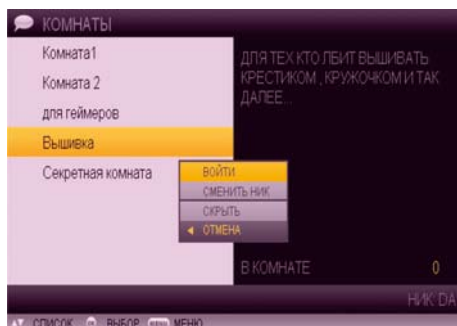 КОМНАТЫ
Комната1
Комната 2
для геймеров
Вышивка
Секретная комната
ДЛЯ ТЕХ КТО ЛБИТ ВЫШИВАТЬ
КРЕСТИКОМ , КРУЖОЧКОМ И ТАК
ДАЛЕЕ...
ВОЙТИ
СМЕНИТЬ НИК
СКРЫТЬ
ОТМЕНА
В КОМНАТЕ 0
НИК: DA
СПИСОК ВЫБОР МЕНЮ